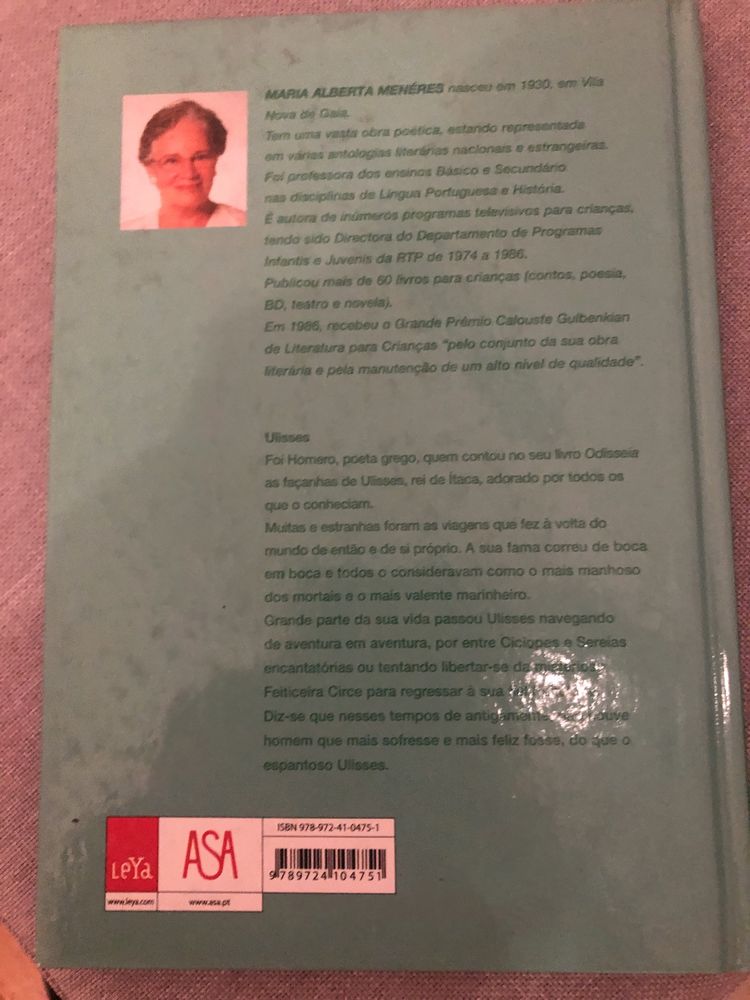 MARIA ALBERTA MENÉRES nasceu em 1930, em Vila
Nova de Gaia.
Tem uma vasta obra poética, estando representada
em várias antologias literárias nacionais e estrangeiras.
Foi professora dos ensinos Básico e Secundário
nas disciplinas de Língua Portuguesa e História.
É autora de inúmeros programas televisivos para crianças,
tendo sido Directora do Departamento de Programas
Infantis e Juvenis da RTP de 1974 a 1986.
Publicou mais de 60 livros para crianças (contos, poesia,
BD, teatro e novela).
Em 1986, recebeu o Grande Prémio Calouste Gulbenkian
de Literatura para Crianças "pelo conjunto da sua obra
literária e pela manutenção de um alto nível de qualidade".
Ulisses
Foi Homero, poeta grego, quem contou no seu livro Odisseia
as façanhas de Ulisses, rei de Ítaca, adorado por todos os
que o conheciam.
Muitas e estranhas foram as viagens que fez à volta do
mundo de então e de si próprio. A sua fama correu de boca
em boca e todos o consideravam como o mais manhoso
dos mortais e o mais valente marinheiro.
Grande parte da sua vida passou Ulisses navegando
de aventura em aventura, por entre Ciclopes e Sereias
encantatórias ou tentando libertar-se da
Feiticeira Circe para regressar à sua
Diz-se que nesses tempos de antigamente houve
homem que mais sofresse e mais feliz fosse, do que o
espantoso Ulisses.
LEYA
www.leya.com
ASA
www.asa.pt
ISBN 978-972-41-0475-1
9 789724 104751